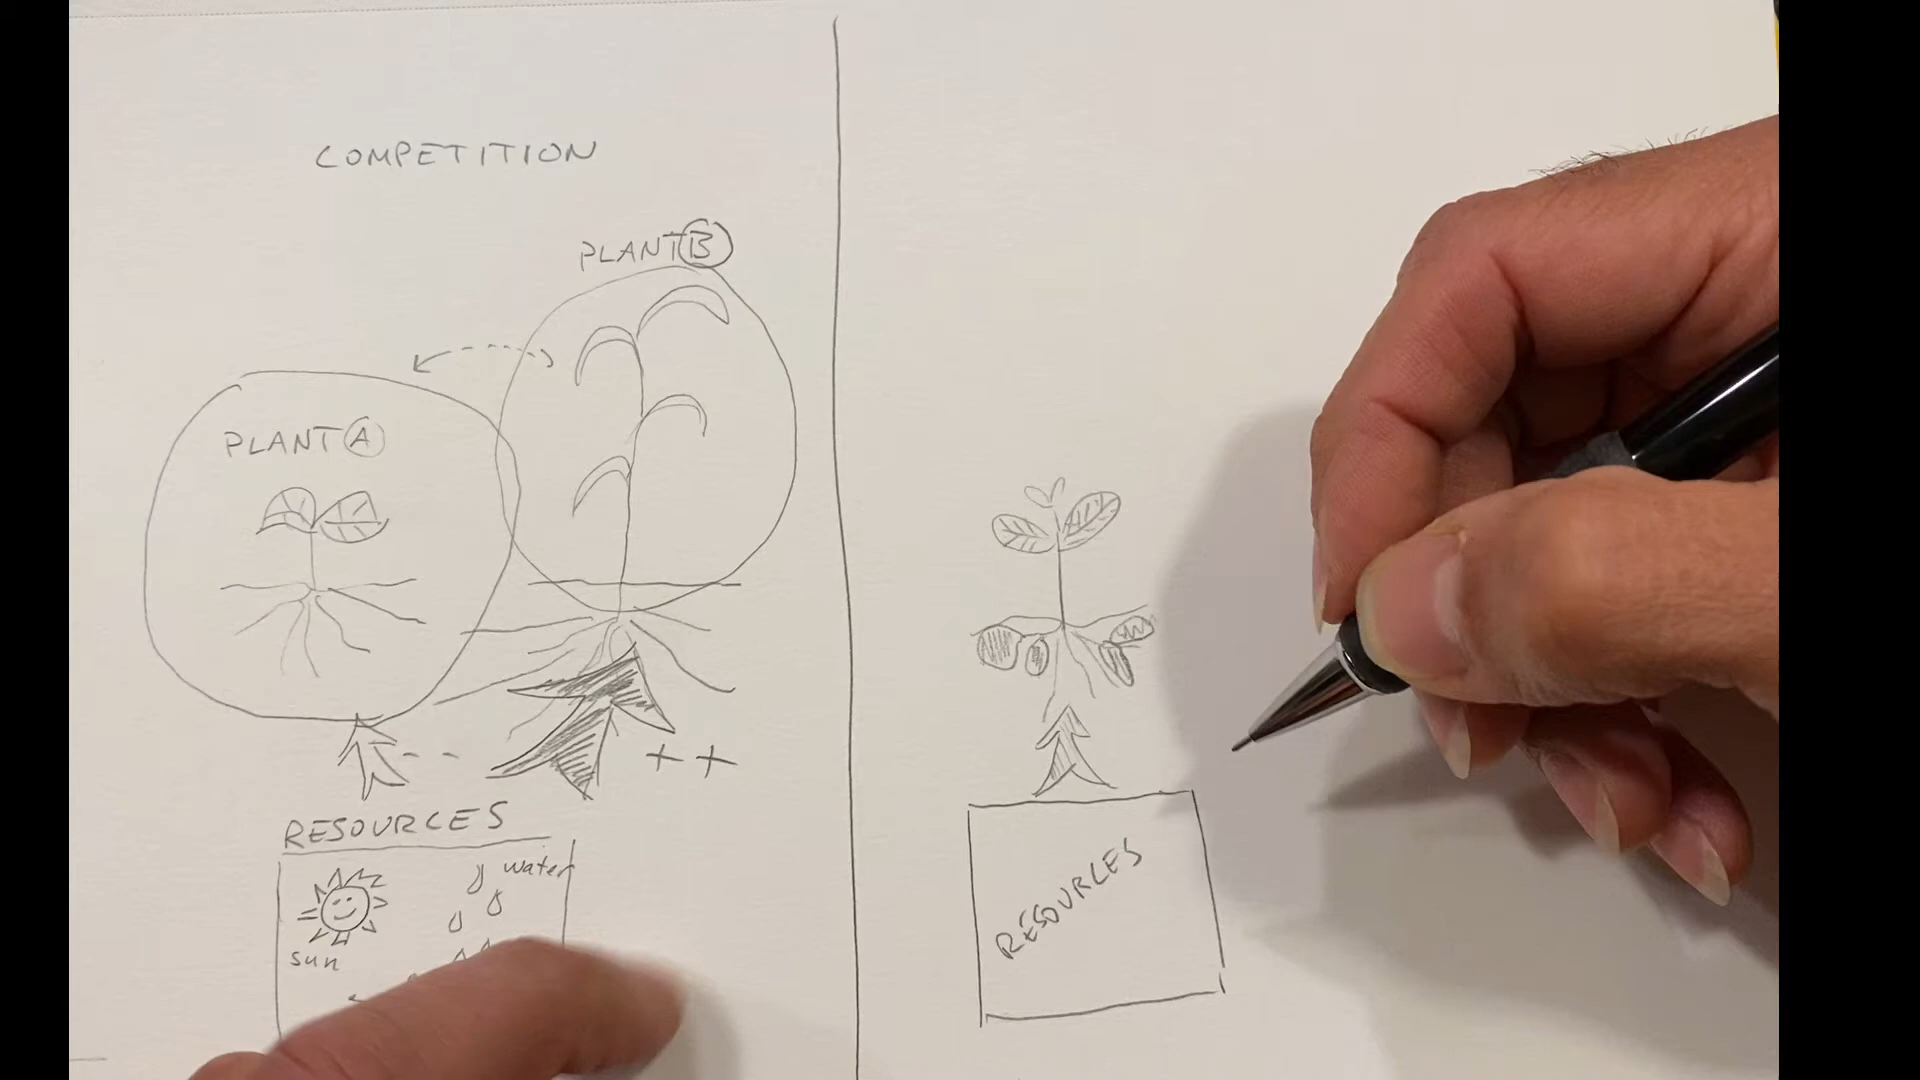 COMPETITION
PLANT B
PLANT A
RESOURCES
water
sun
RESOURCES